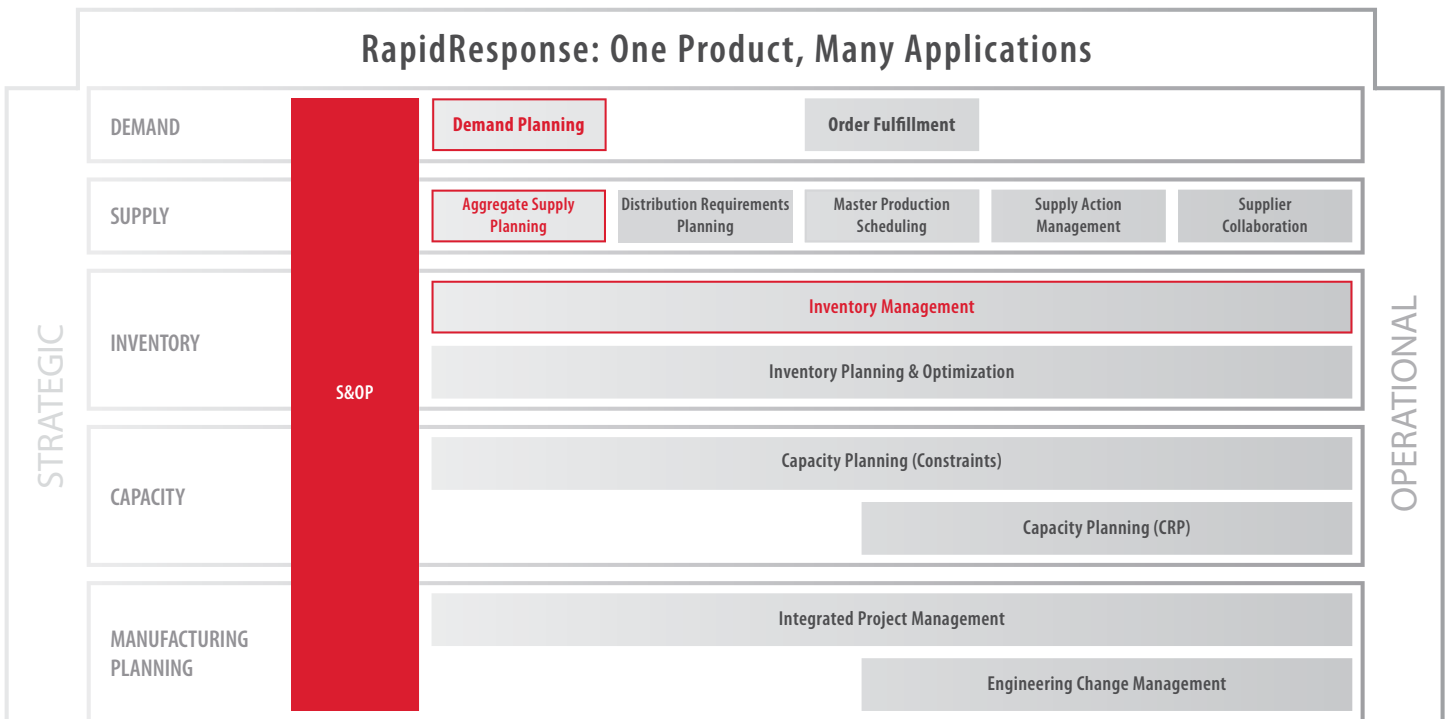 RapidResponse: One Product, Many Applications
DEMAND
Demand Planning
Order Fulfillment
SUPPLY
Aggregate Supply
Planning
Distribution Requirements
Planning
Master Production
Scheduling
Supply Action
Management
Supplier
Collaboration
STRATEGIC
INVENTORY
S&OP
Inventory Management
Inventory Planning & Optimization
OPERATIONAL
CAPACITY
Capacity Planning (Constraints)
Capacity Planning (CRP)
MANUFACTURING
PLANNING
Integrated Project Management
Engineering Change Management